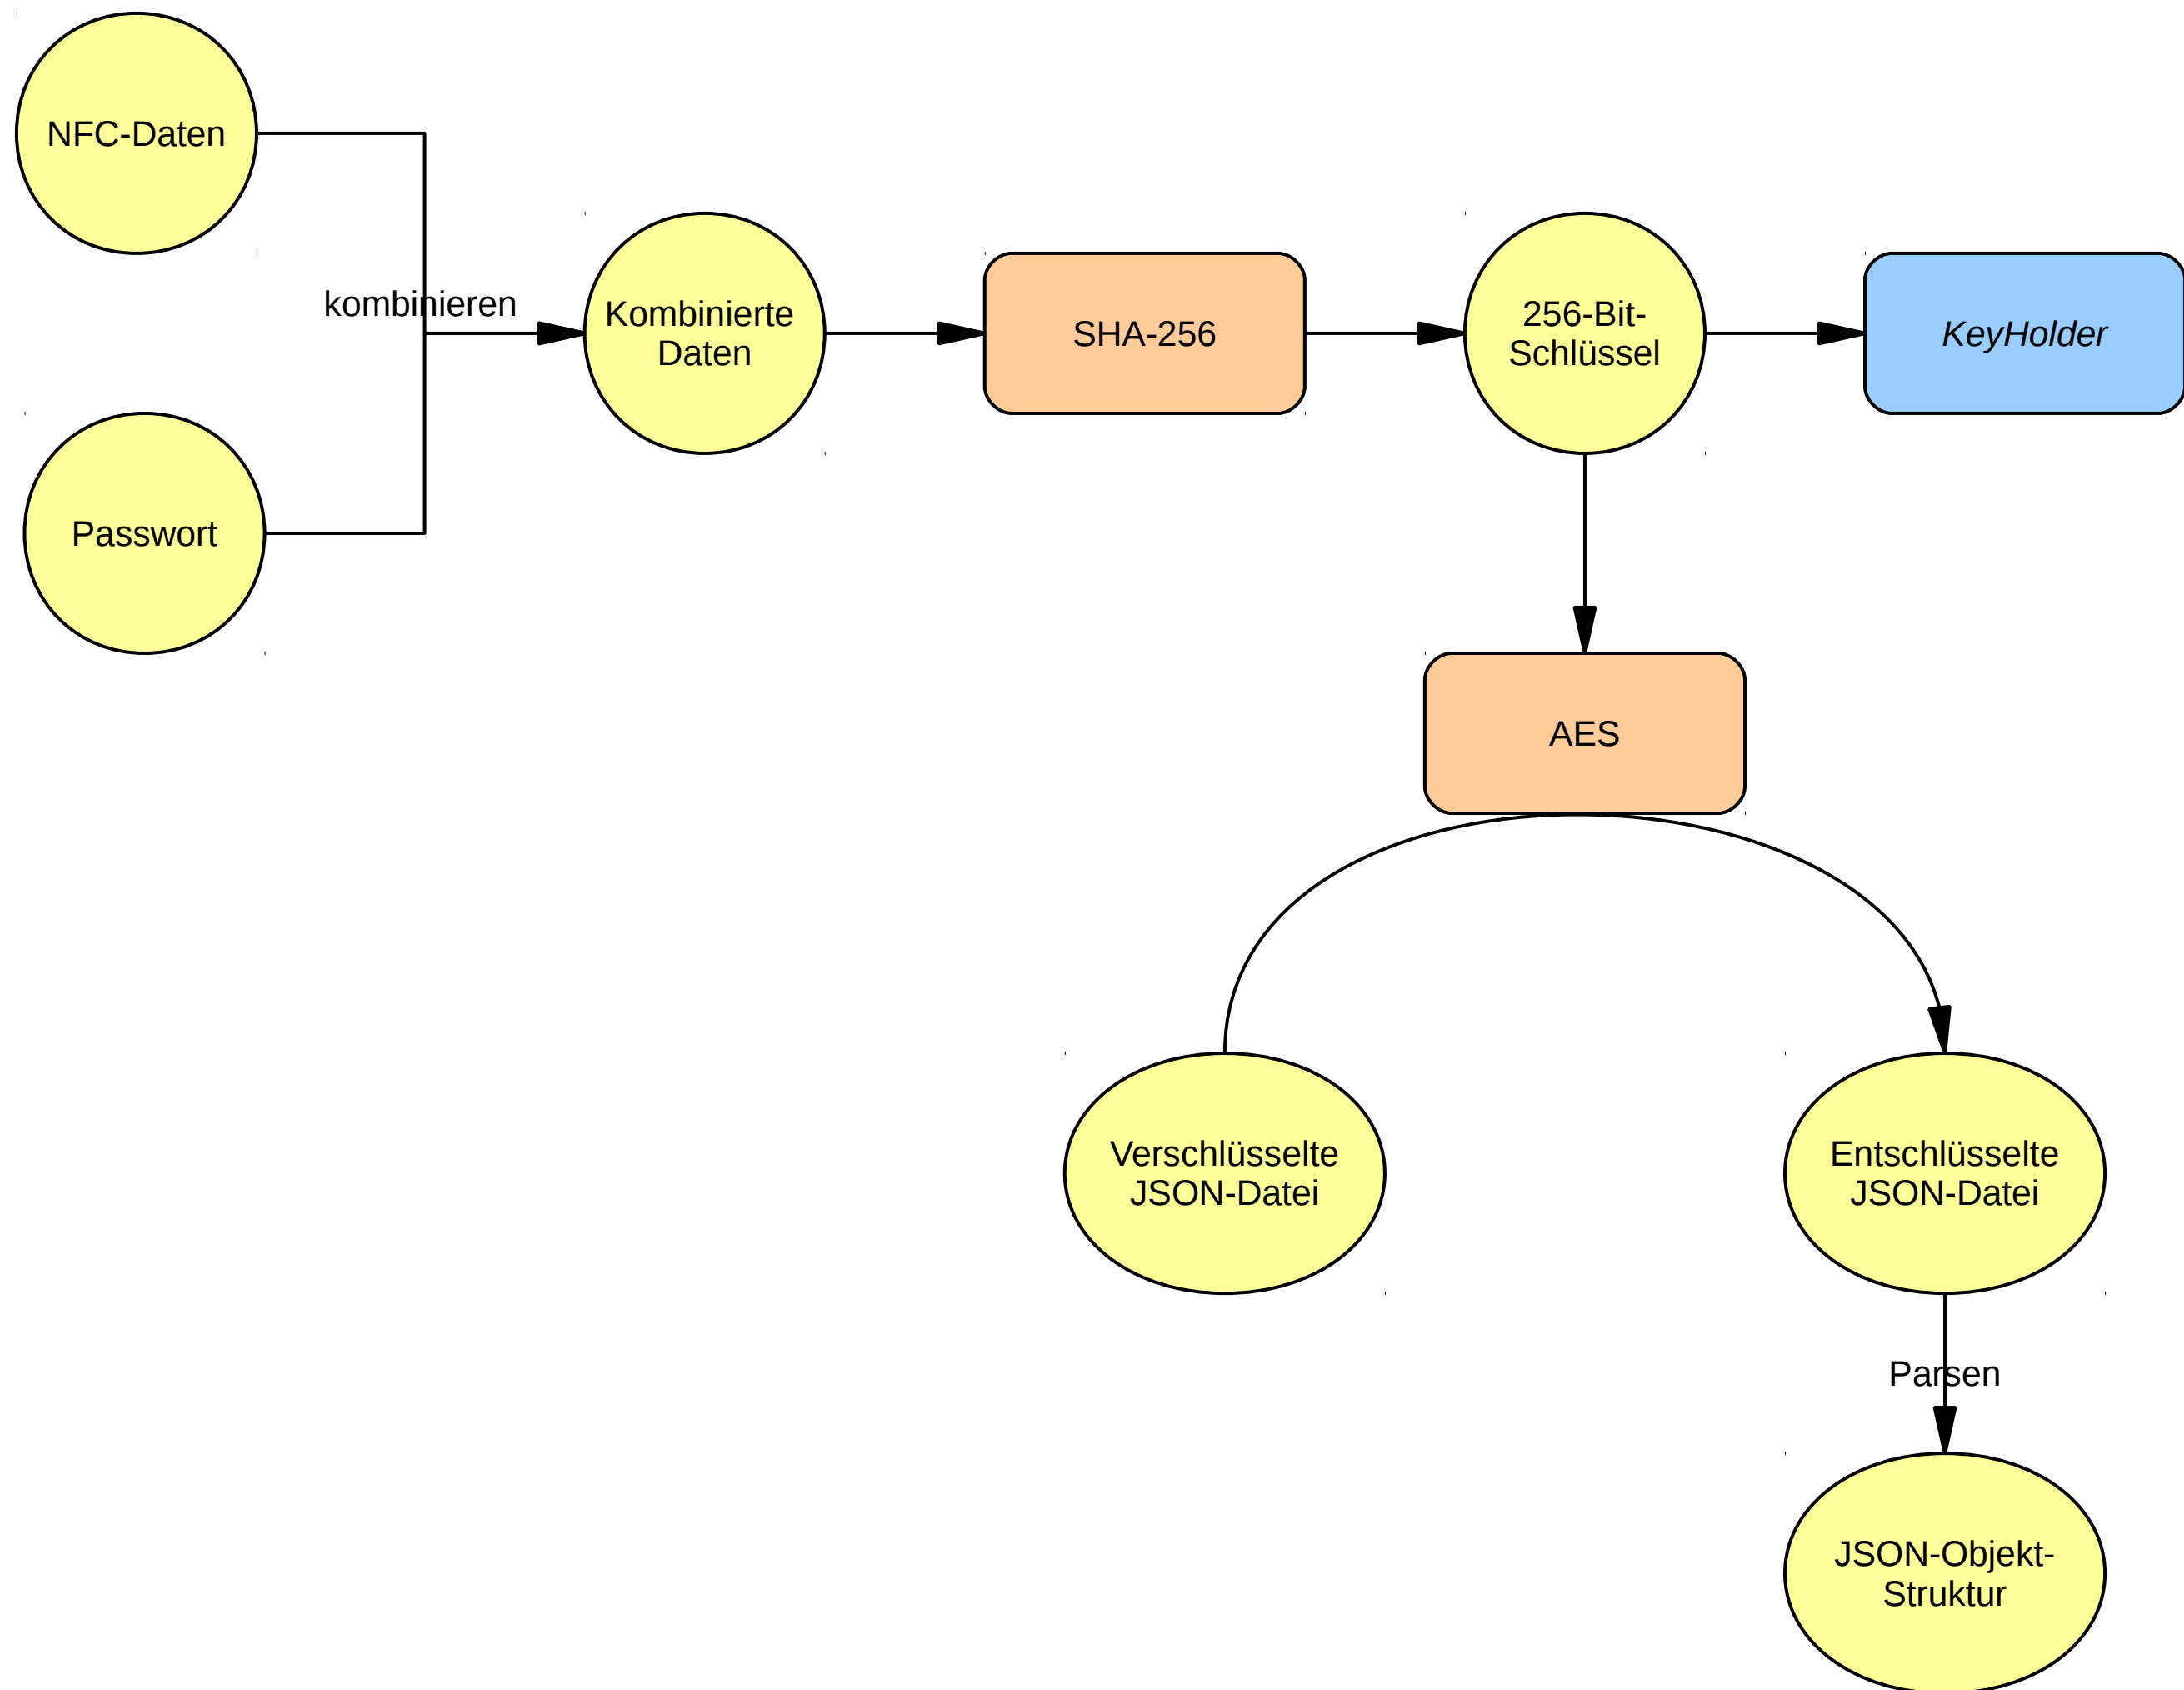 NFC-Daten
kombinieren
Kombinierte
Daten
SHA-256
256-Bit-
Schlüssel
KeyHolder
Passwort
AES
Verschlüsselte
JSON-Datei
Entschlüsselte
JSON-Datei
Parsen
JSON-Objekt-
Struktur